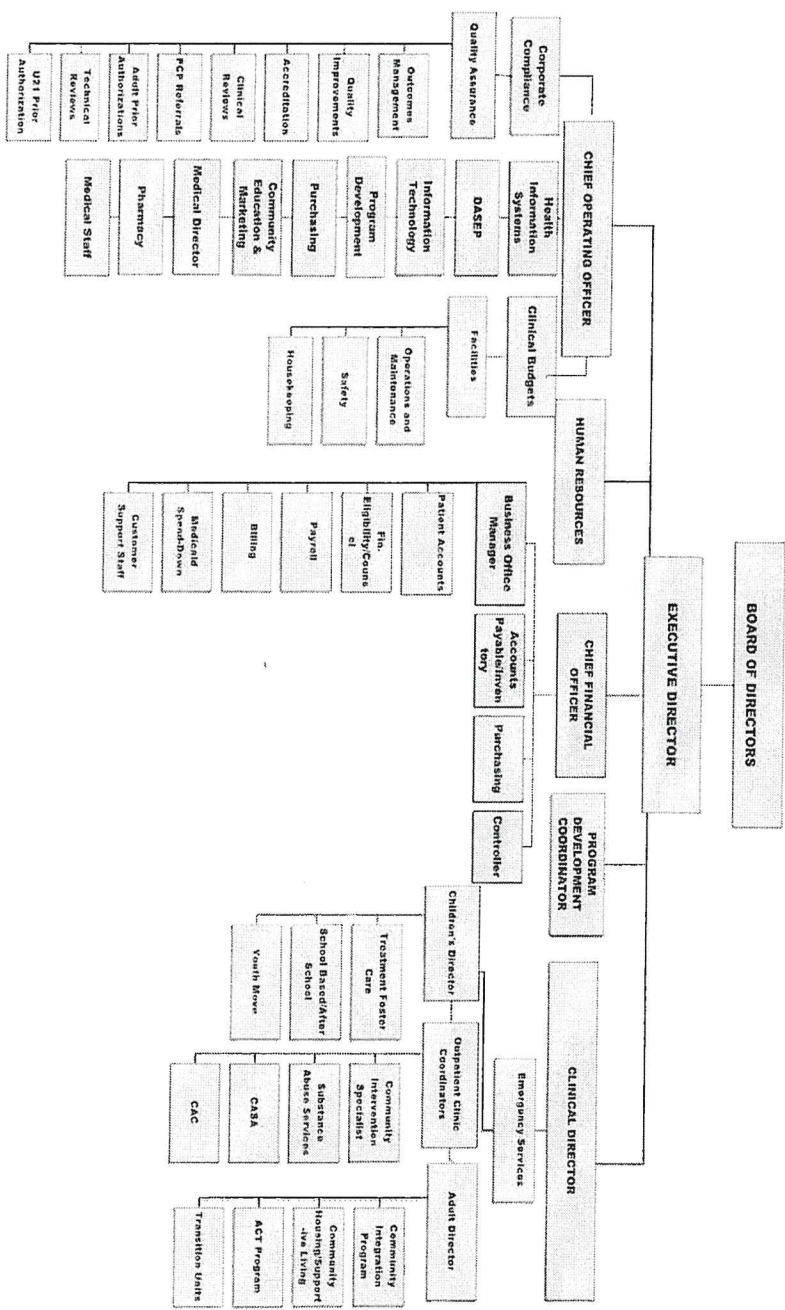 BOARD OF DIRECTORS
EXECUTIVE DIRECTOR
CHIEF OPERATING OFFICER
HUMAN RESOURCES
CHIEF FINANCIAL
OFFICER
PROGRAM
DEVELOPMENT
COORDINATOR
CLINICAL DIRECTOR
Corporate
Compliance
Quality Assurance
Outcomes
Management
Quality
Improvements
Accreditation
Clinical
Reviews
PCP Referrals
Adult Prior
Authorizations
Technical
Reviews
U21 Prior
Authorization
Health
Information
Systems
DASEP
Information
Technology
Program
Development
Purchasing
Community
Education &
Marketing
Medical Director
Pharmacy
Medical Staff
Clinical Budgets
Facilities
Operations and
Maintenance
Safety
Housekeeping
Business Office
Manager
Patient Accounts
Fin.
Eligibility/Couns
el
Payroll
Billing
Medicaid
Spend-Down
Customer
Support Staff
Accounts
Payable/Inven
tory
Purchasing
Controller
Emergency Services
Children's Director
Treatment Foster
Care
School Based/After
School
Youth Move
Outpatient Clinic
Coordinators
Community
Intervention
Specialist
Substance
Abuse Services
CASA
CAC
Adult Director
Community
Integration
Program
Community
Housing/Support
-ive Living
ACT Program
Transition Units